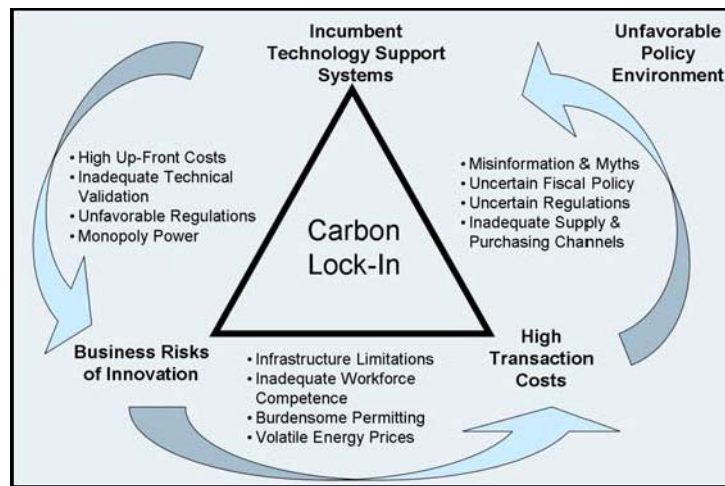 Incumbent
Technology Support
Systems
Unfavorable
Policy
Environment
• High Up-Front Costs
• Inadequate Technical
Validation
• Unfavorable Regulations
• Monopoly Power
• Misinformation & Myths
• Uncertain Fiscal Policy
• Uncertain Regulations
• Inadequate Supply &
Purchasing Channels
Carbon
Lock-In
Business Risks
of Innovation
• Infrastructure Limitations
• Inadequate Workforce
Competence
• Burdensome Permitting
• Volatile Energy Prices
High
Transaction
Costs